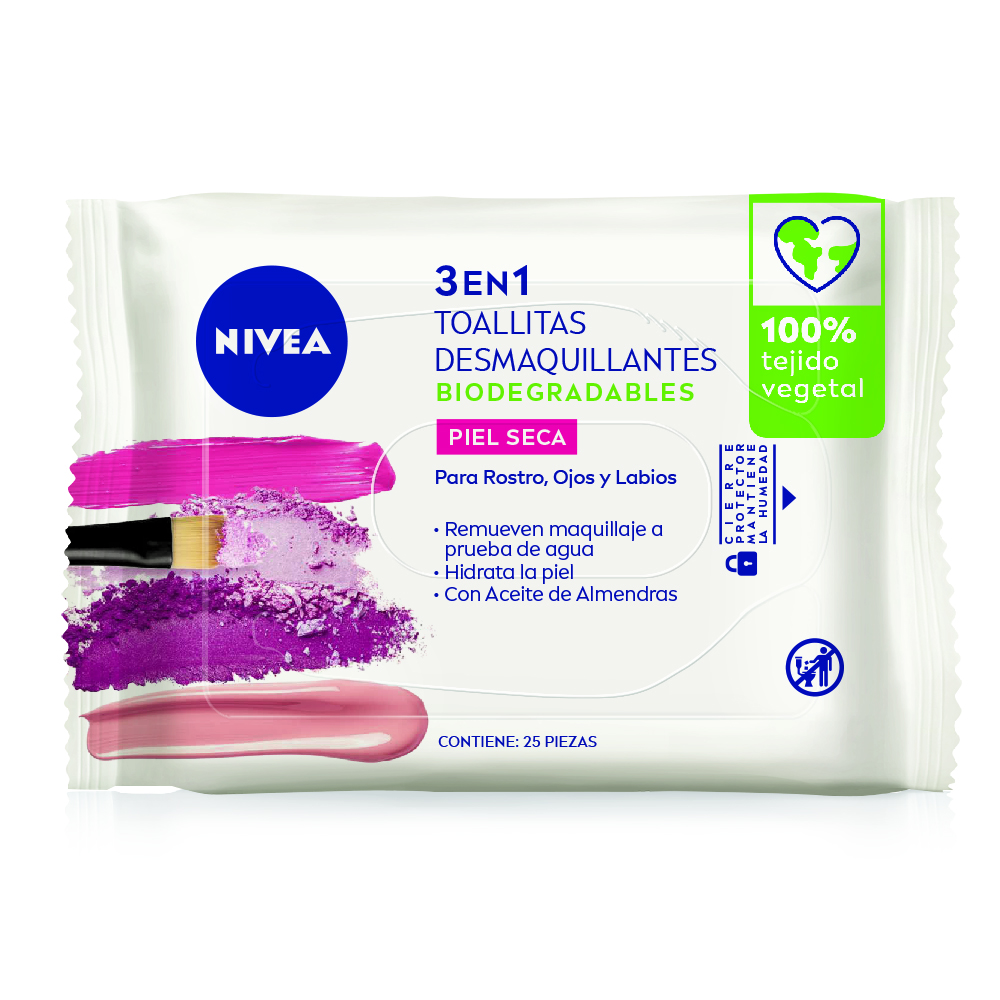 NIVEA
3 EN 1
TOALLITAS
DESMAQUILLANTES
BIODEGRADABLES
PIEL SECA
Para Rostro, Ojos y Labios
• Remueven maquillaje a
prueba de agua
• Hidrata la piel
• Con Aceite de Almendras
CONTIENE: 25 PIEZAS
100%
tejido
vegetal
CIERRE
PROTECTOR
MANTIENE
LA HUMEDAD